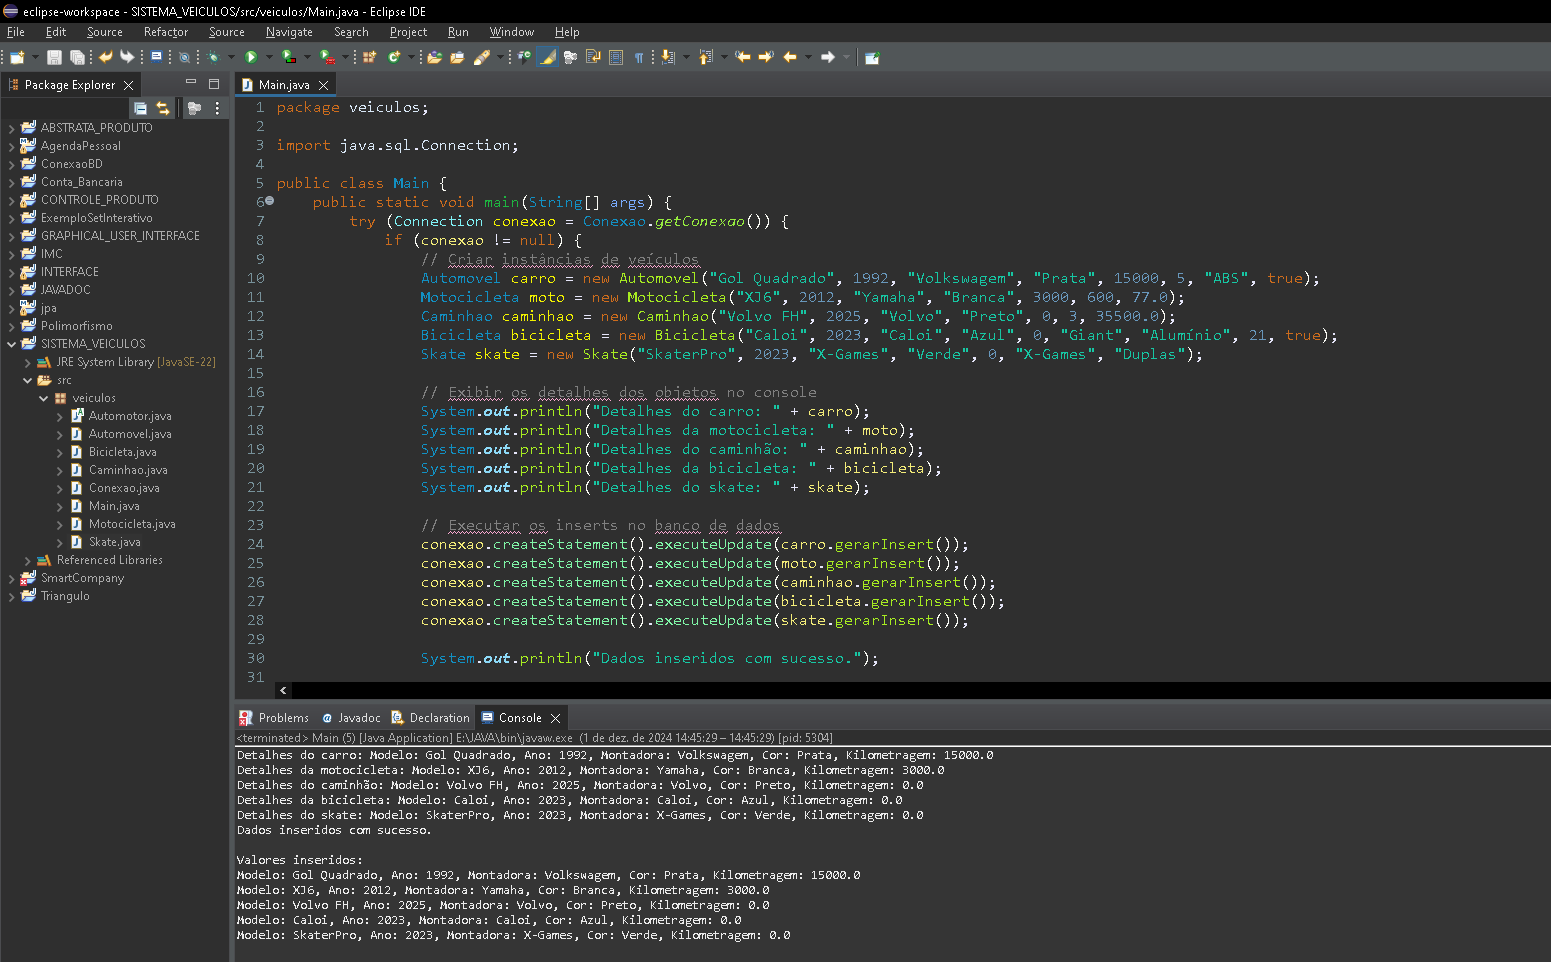 eclipse-workspace - SISTEMA_VEICULOS/src/veiculos/Main.java - Eclipse IDE
File Edit Source Refactor Source Navigate Search Project Run Window Help
Package Explorer
ABSTRATA_PRODUTO
AgendaPessoal
ConexaoBD
Conta_Bancaria
CONTROLE_PRODUTO
ExemploSetInterativo
GRAPHICAL_USER_INTERFACE
IMC
INTERFACE
JAVADOC
jpa
Polimorfismo
SISTEMA_VEICULOS
JRE System Library [JavaSE-22]
src
veiculos
Automotor.java
Automovel.java
Bicicleta.java
Caminhao.java
Conexao.java
Main.java
Motocicleta.java
Skate.java
Referenced Libraries
SmartCompany
Triangulo
Main.java
1 package veiculos;
2
3 import java.sql.Connection;
4
5 public class Main {
6 public static void main(String[] args) {
7 try (Connection conexao = Conexao.getConexao()) {
8 if (conexao != null) {
9 // Criar instâncias de veículos
10 Automovel carro = new Automovel("Gol Quadrado", 1992, "Volkswagem", "Prata", 15000, 5, "ABS", true);
11 Motocicleta moto = new Motocicleta("XJ6", 2012, "Yamaha", "Branca", 3000, 600, 77.0);
12 Caminhao caminhao = new Caminhao("Volvo FH", 2025, "Volvo", "Preto", 0, 3, 35500.0);
13 Bicicleta bicicleta = new Bicicleta("Caloi", 2023, "Caloi", "Azul", 0, "Giant", "Alumínio", 21, true);
14 Skate skate = new Skate("SkaterPro", 2023, "X-Games", "Verde", 0, "X-Games", "Duplas");
15
16 // Exibir os detalhes dos objetos no console
17 System.out.println("Detalhes do carro: " + carro);
18 System.out.println("Detalhes da motocicleta: " + moto);
19 System.out.println("Detalhes do caminhão: " + caminhao);
20 System.out.println("Detalhes da bicicleta: " + bicicleta);
21 System.out.println("Detalhes do skate: " + skate);
22
23 // Executar os inserts no banco de dados
24 conexao.createStatement().executeUpdate(carro.gerarInsert());
25 conexao.createStatement().executeUpdate(moto.gerarInsert());
26 conexao.createStatement().executeUpdate(caminhao.gerarInsert());
27 conexao.createStatement().executeUpdate(bicicleta.gerarInsert());
28 conexao.createStatement().executeUpdate(skate.gerarInsert());
29
30 System.out.println("Dados inseridos com sucesso.");
31
Problems Javadoc Declaration Console
<terminated> Main (5) [Java Application] E:\JAVA\bin\javaw.exe (1 de dez. de 2024 14:45:29 – 14:45:29) [pid: 5304]
Detalhes do carro: Modelo: Gol Quadrado, Ano: 1992, Montadora: Volkswagem, Cor: Prata, Kilometragem: 15000.0
Detalhes da motocicleta: Modelo: XJ6, Ano: 2012, Montadora: Yamaha, Cor: Branca, Kilometragem: 3000.0
Detalhes do caminhão: Modelo: Volvo FH, Ano: 2025, Montadora: Volvo, Cor: Preto, Kilometragem: 0.0
Detalhes da bicicleta: Modelo: Caloi, Ano: 2023, Montadora: Caloi, Cor: Azul, Kilometragem: 0.0
Detalhes do skate: Modelo: SkaterPro, Ano: 2023, Montadora: X-Games, Cor: Verde, Kilometragem: 0.0
Dados inseridos com sucesso.
Valores inseridos:
Modelo: Gol Quadrado, Ano: 1992, Montadora: Volkswagem, Cor: Prata, Kilometragem: 15000.0
Modelo: XJ6, Ano: 2012, Montadora: Yamaha, Cor: Branca, Kilometragem: 3000.0
Modelo: Volvo FH, Ano: 2025, Montadora: Volvo, Cor: Preto, Kilometragem: 0.0
Modelo: Caloi, Ano: 2023, Montadora: Caloi, Cor: Azul, Kilometragem: 0.0
Modelo: SkaterPro, Ano: 2023, Montadora: X-Games, Cor: Verde, Kilometragem: 0.0